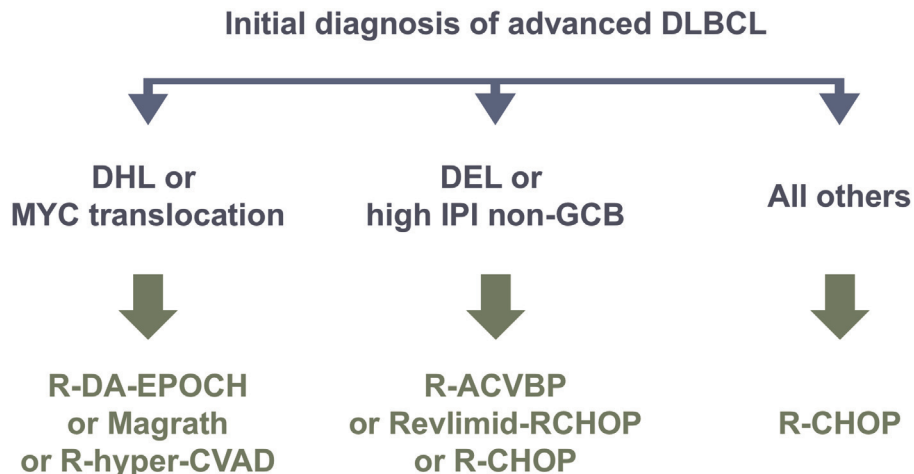 Initial diagnosis of advanced DLBCL
DHL or
MYC translocation
DEL or
high IPI non-GCB
All others
R-DA-EPOCH
or Magrath
or R-hyper-CVAD
R-ACVBP
or Revlimid-RCHOP
or R-CHOP
R-CHOP